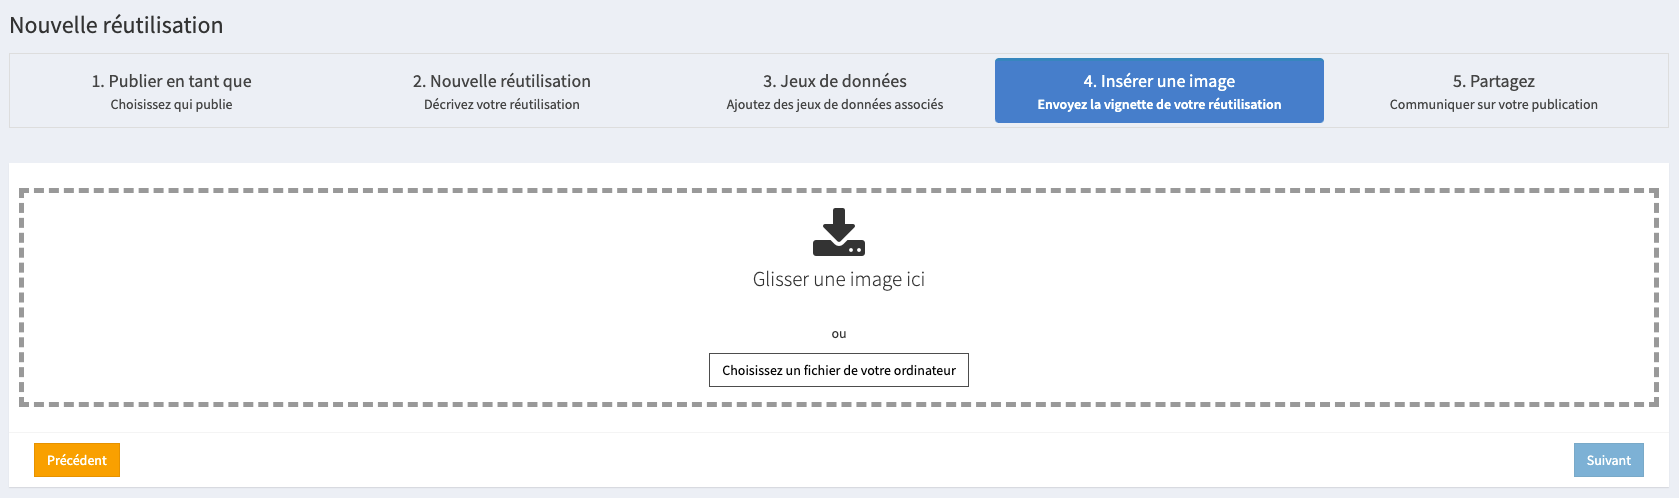 Nouvelle réutilisation
1. Publier en tant que
Choisissez qui publie
2. Nouvelle réutilisation
Décrivez votre réutilisation
3. Jeux de données
Ajoutez des jeux de données associés
4. Insérer une image
Envoyez la vignette de votre réutilisation
5. Partagez
Communiquer sur votre publication
Glisser une image ici
ou
Choisissez un fichier de votre ordinateur
Précédent
Suivant